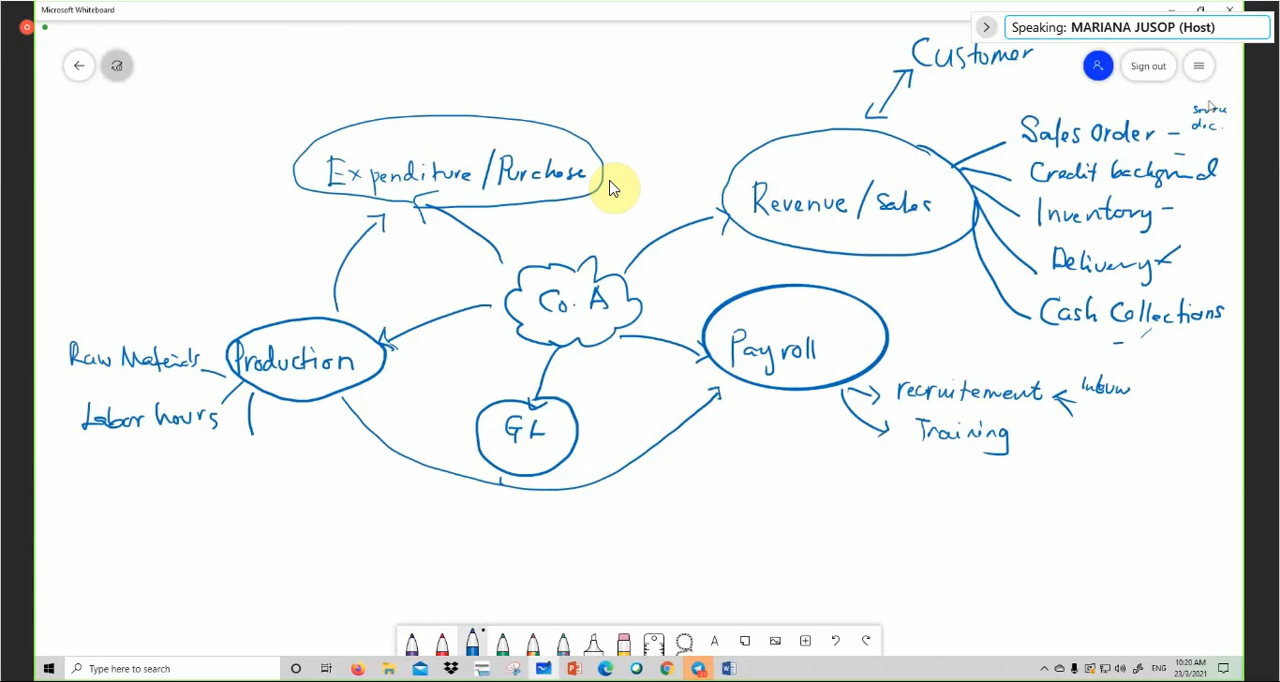 Microsoft Whiteboard
Speaking: MARIANA JUSOP (Host)
Sign out
Customer
Sales Order -
doc.
Expenditure/Purchase
Credit
Revenue/Sales
Inventory -
Delivery
Co. A
Cash Collections
Payroll
Raw
Production
recruitement
Labor hours
GL
Training
Type here to search
ENG
10:20 AM
23/3/2021